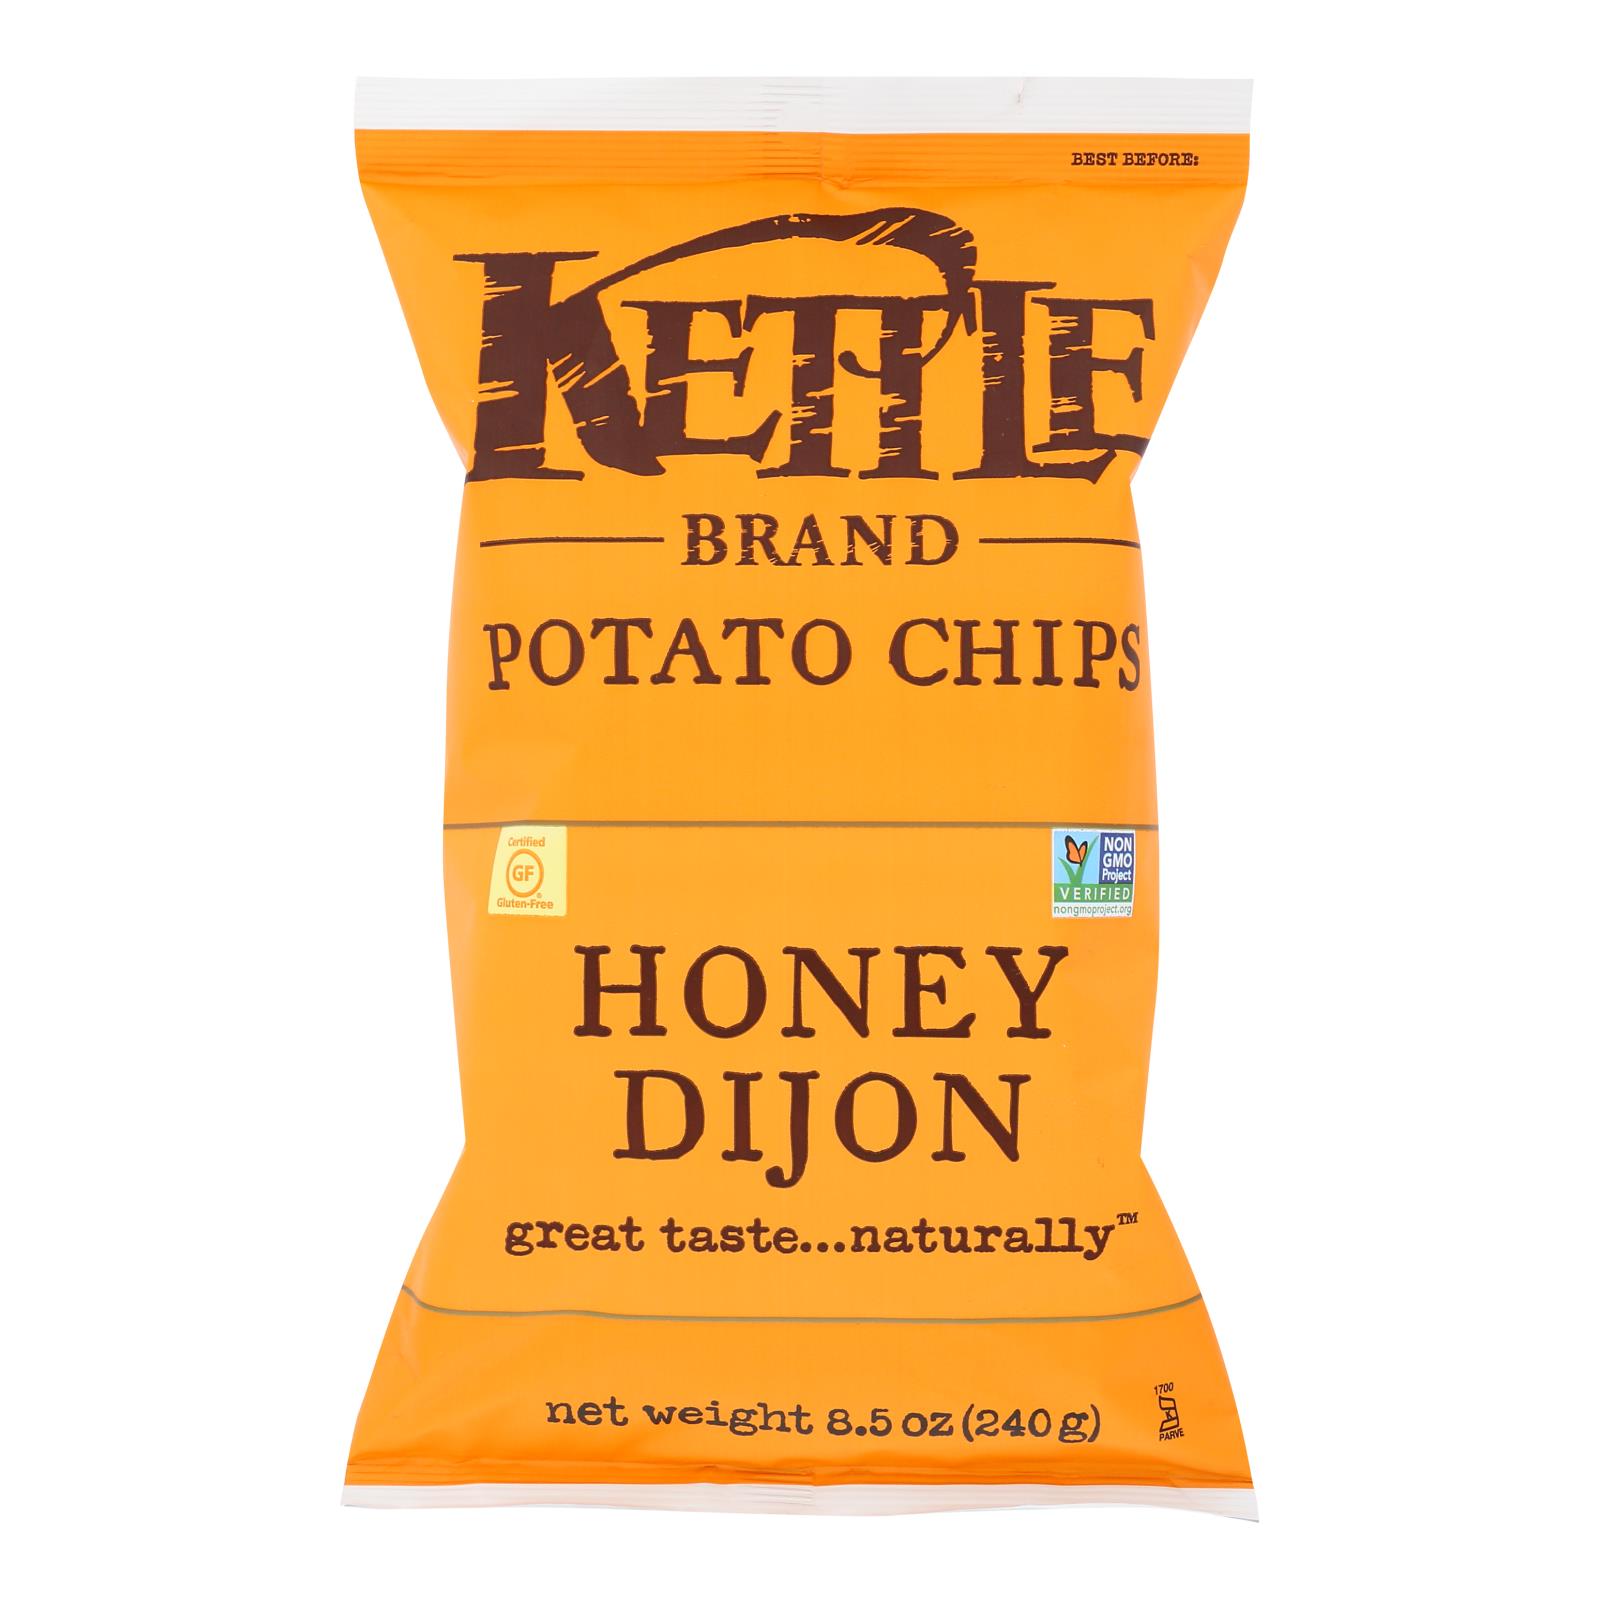 BEST BEFORE:
KETTLE
BRAND
POTATO CHIPS
Certified
GF
®
Gluten-Free
NON
GMO
Project
VERIFIED
nongmoproject.org
HONEY
DIJON
great taste...naturally™
net weight 8.5 oz (240 g)
1700
PARVE